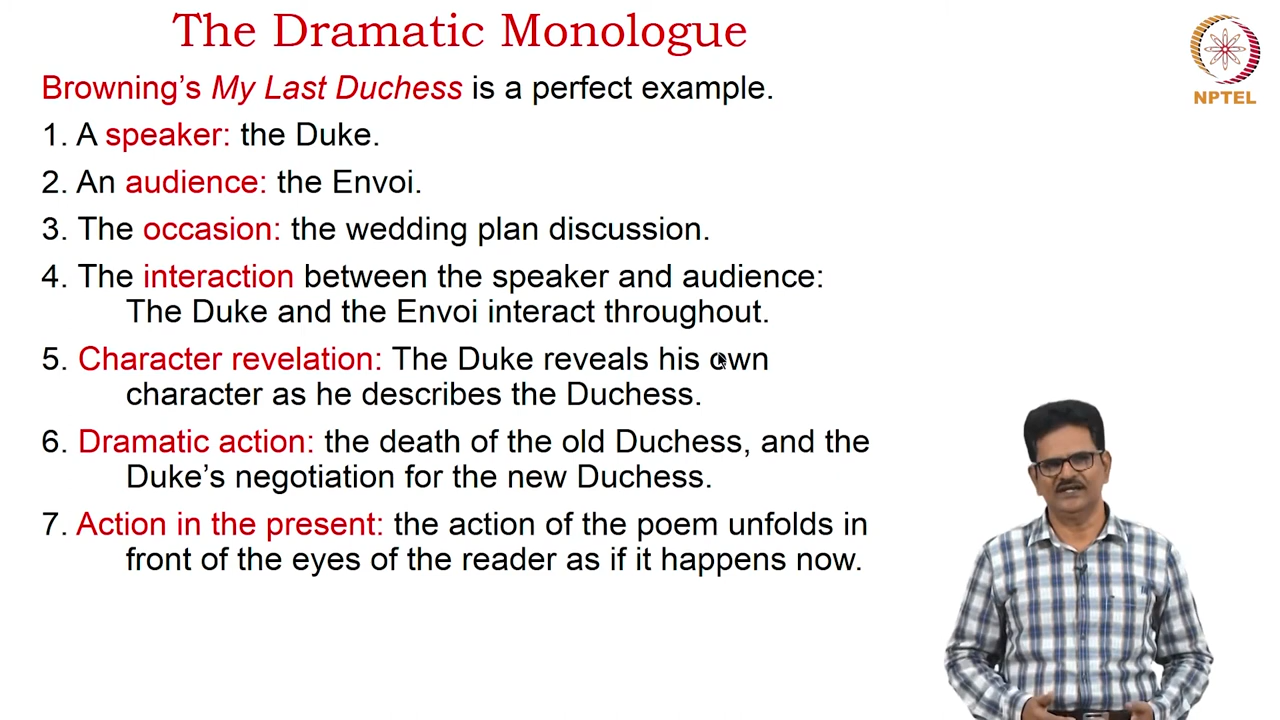 The Dramatic Monologue
NPTEL
Browning's My Last Duchess is a perfect example.
1. A speaker: the Duke.
2. An audience: the Envoi.
3. The occasion: the wedding plan discussion.
4. The interaction between the speaker and audience:
The Duke and the Envoi interact throughout.
5. Character revelation: The Duke reveals his own
character as he describes the Duchess.
6. Dramatic action: the death of the old Duchess, and the
Duke's negotiation for the new Duchess.
7. Action in the present: the action of the poem unfolds in
front of the eyes of the reader as if it happens now.